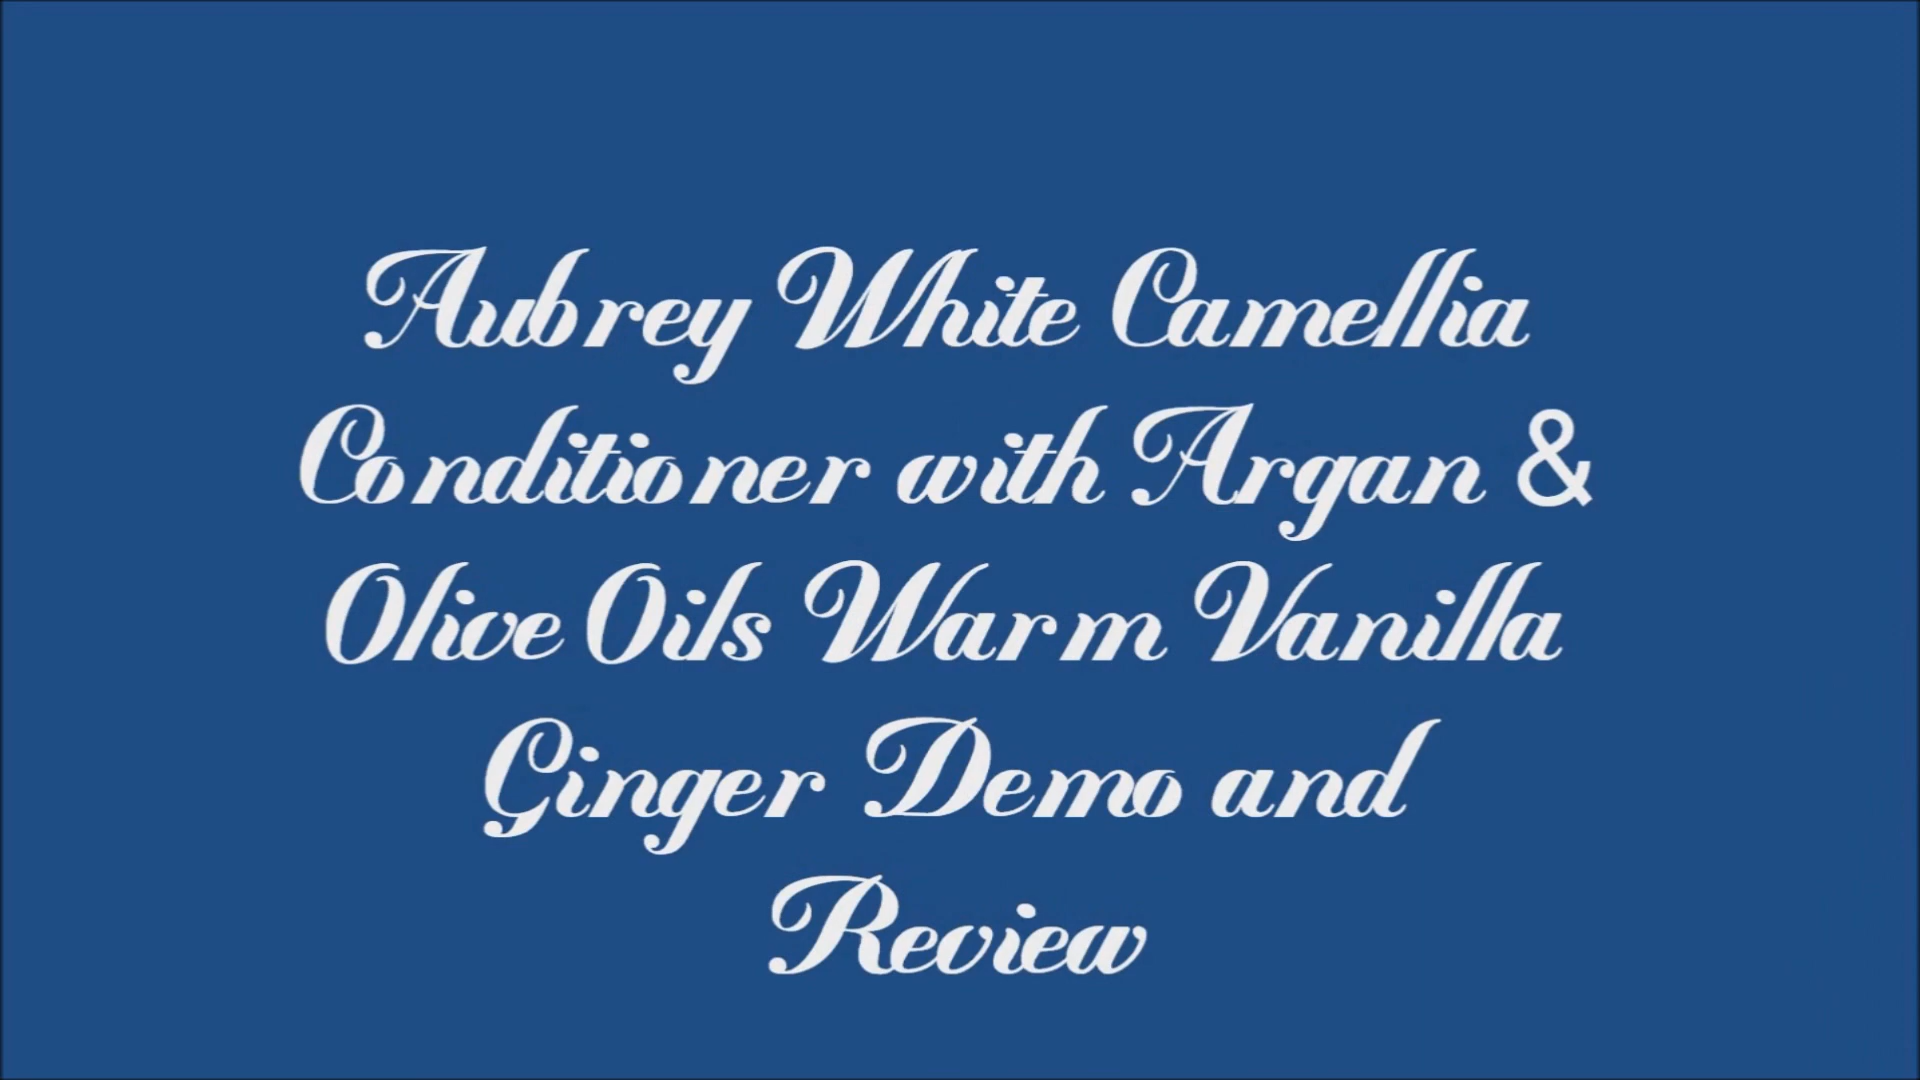 Aubrey White Camellia
Conditioner with Argan &
Olive Oils Warm Vanilla
Ginger Demo and
Review